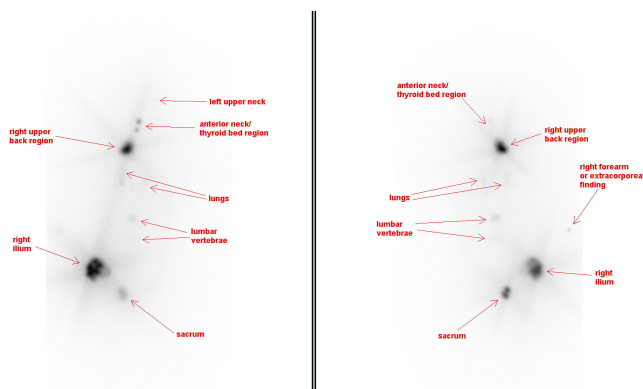 left upper neck
anterior neck/
thyroid bed region
right upper
back region
lungs
lumbar
vertebrae
right
ilium
sacrum
anterior neck/
thyroid bed region
right upper
back region
right forearm
or extracorporeal
finding
lungs
lumbar
vertebrae
right
ilium
sacrum